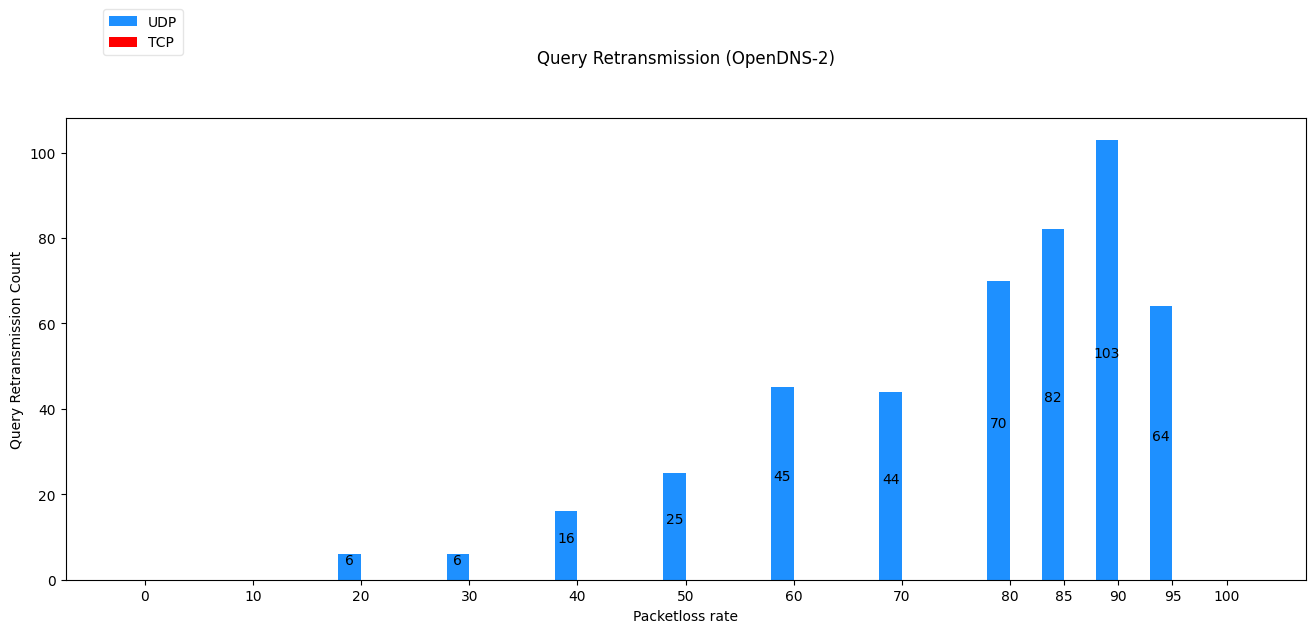 UDP
TCP
Query Retransmission (OpenDNS-2)
Query Retransmission Count
100
80
60
40
20
0
6
6
16
25
45
44
70
82
103
64
0 10 20 30 40 50 60 70 80 85 90 95 100
Packetloss rate